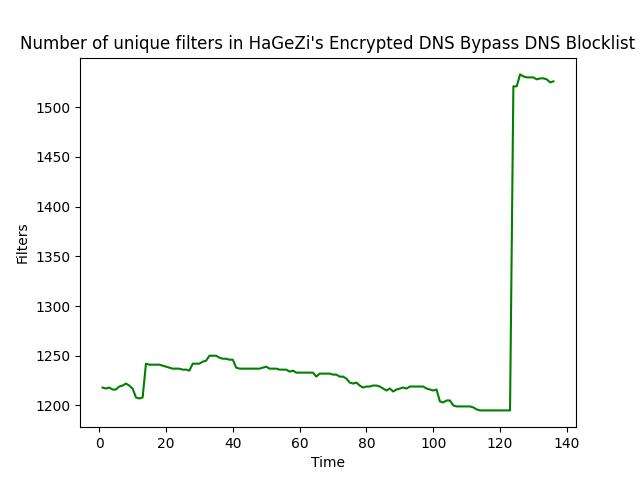 Number of unique filters in HaGeZi's Encrypted DNS Bypass DNS Blocklist
1500
1450
1400
1350
1300
1250
1200
Filters
0 20 40 60 80 100 120 140
Time